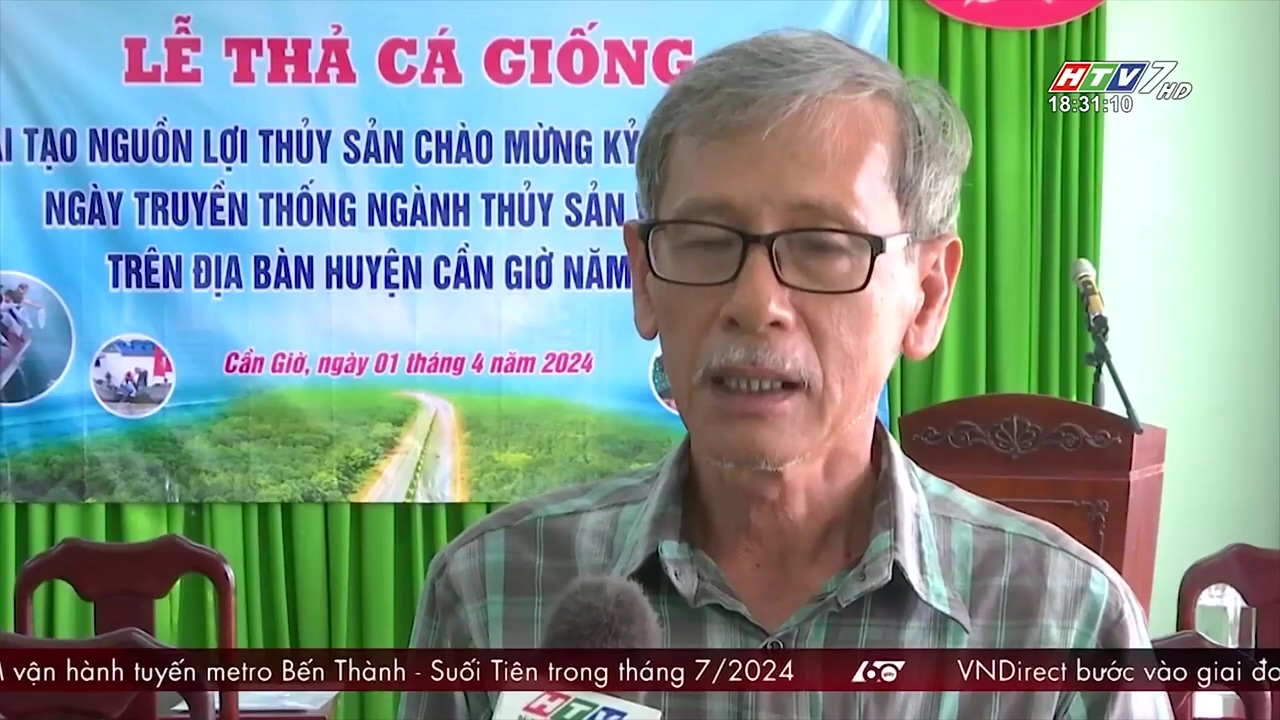 LỄ THẢ CÁ GIỐNG
TẠO NGUỒN LỢI THỦY SẢN CHÀO MỪNG KỶ
NGÀY TRUYỀN THỐNG NGÀNH THỦY SẢN
TRÊN ĐỊA BÀN HUYỆN CẦN GIỜ NĂM
Cần Giờ, ngày 01 tháng 4 năm 2024
HTV7 HD
18:31:10
vận hành tuyến metro Bến Thành - Suối Tiên trong tháng 7/2024
60
VNDirect bước vào giai
HTV